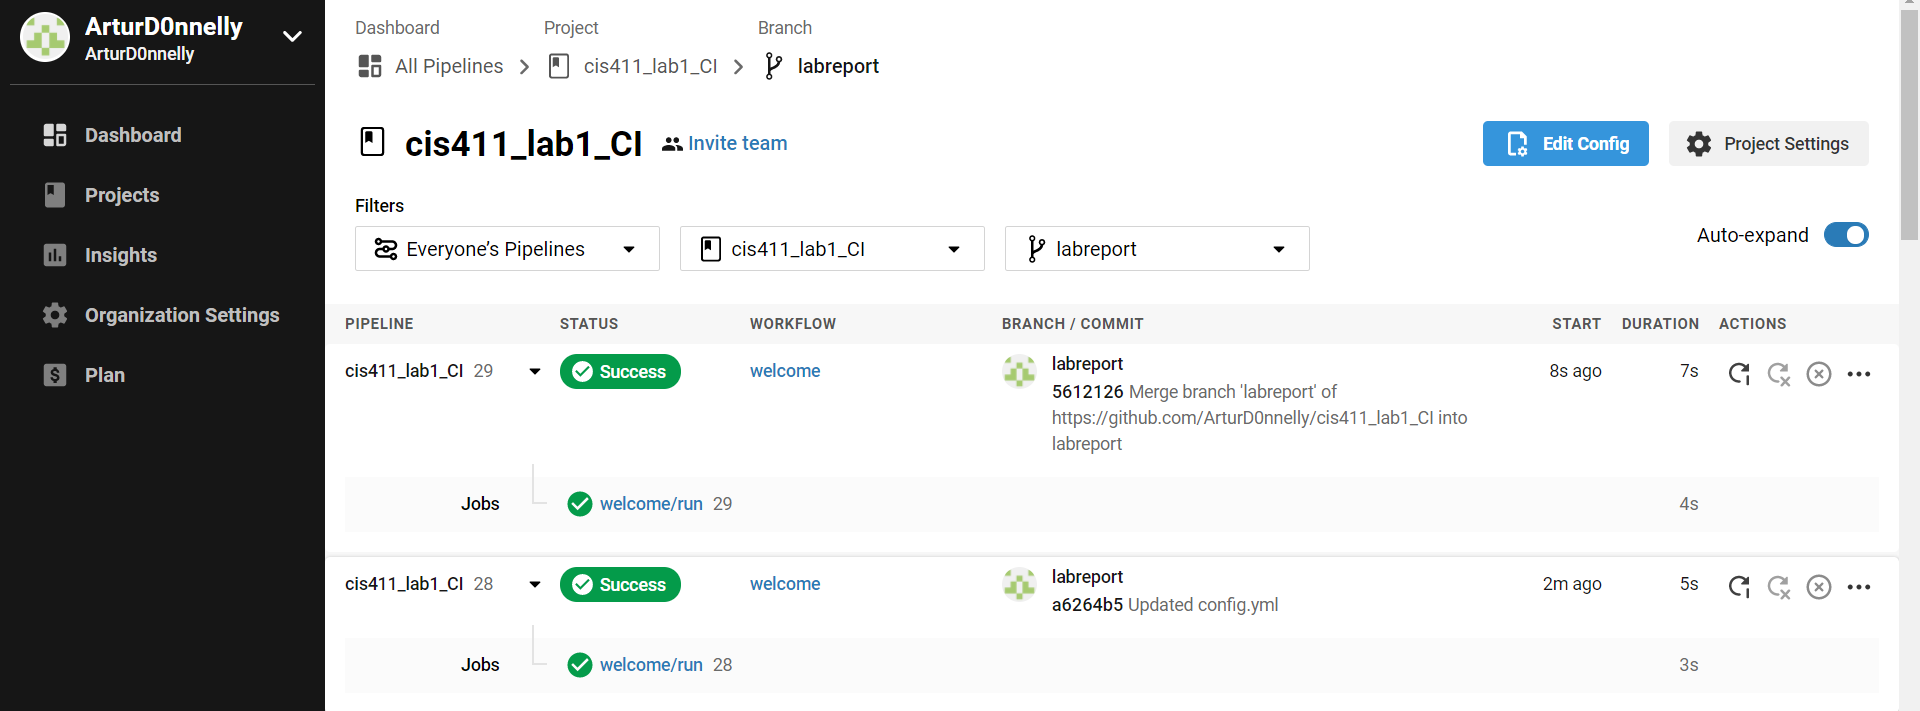 ArturD0nnelly
ArturD0nnelly
Dashboard
Projects
Insights
Organization Settings
Plan
Dashboard Project Branch
All Pipelines cis411_lab1_CI labreport
cis411_lab1_CI Invite team
Edit Config Project Settings
Filters
Everyone’s Pipelines cis411_lab1_CI labreport
Auto-expand
PIPELINE STATUS WORKFLOW BRANCH / COMMIT START DURATION ACTIONS
cis411_lab1_CI 29 Success welcome labreport 8s ago 7s
5612126 Merge branch 'labreport' of
https://github.com/ArturD0nnelly/cis411_lab1_CI into
labreport
Jobs welcome/run 29 4s
cis411_lab1_CI 28 Success welcome labreport 2m ago 5s
a6264b5 Updated config.yml
Jobs welcome/run 28 3s